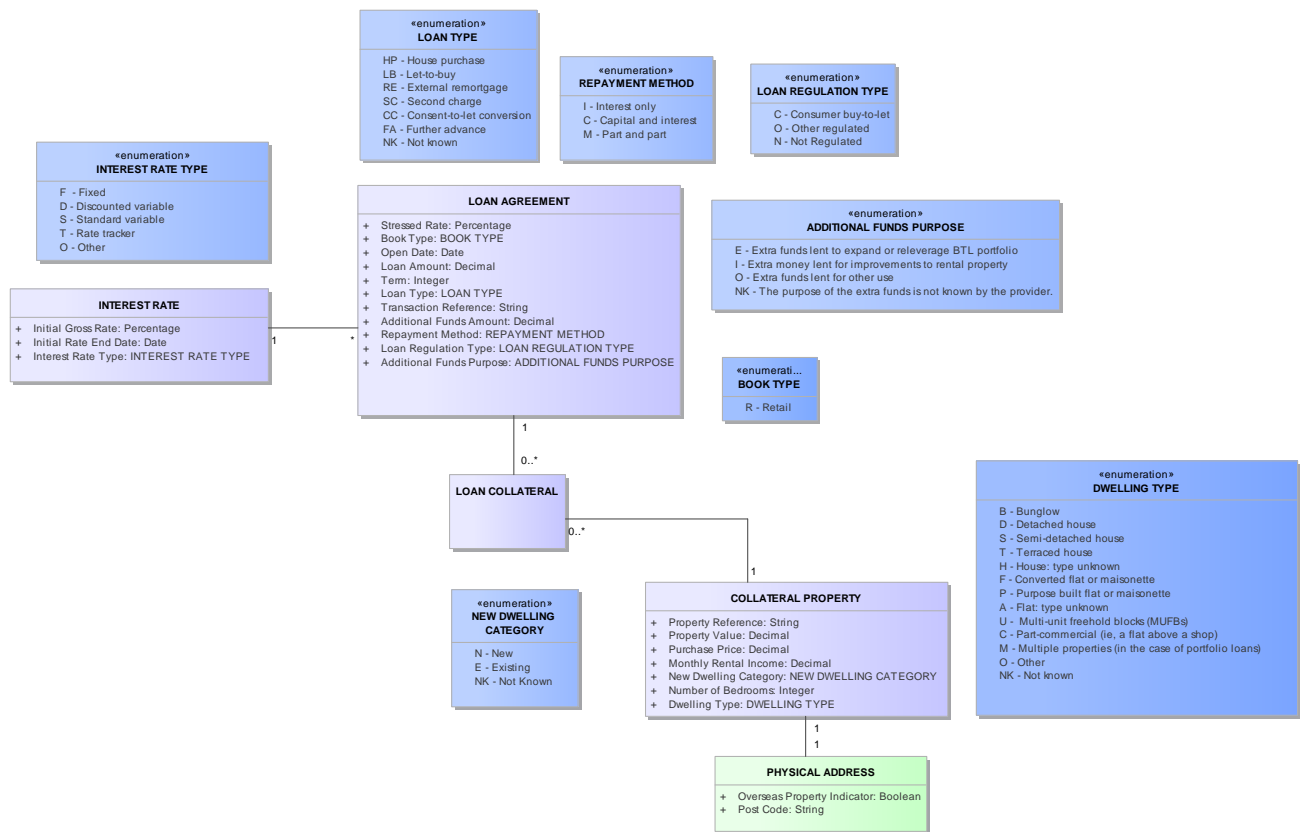 «enumeration»
LOAN TYPE
HP - House purchase
LB - Let-to-buy
RE - External remortgage
SC - Second charge
CC - Consent-to-let conversion
FA - Further advance
NK - Not known
«enumeration»
REPAYMENT METHOD
I - Interest only
C - Capital and interest
M - Part and part
«enumeration»
LOAN REGULATION TYPE
C - Consumer buy-to-let
O - Other regulated
N - Not Regulated
«enumeration»
INTEREST RATE TYPE
F - Fixed
D - Discounted variable
S - Standard variable
T - Rate tracker
O - Other
LOAN AGREEMENT
+ Stressed Rate: Percentage
+ Book Type: BOOK TYPE
+ Open Date: Date
+ Loan Amount: Decimal
+ Term: Integer
+ Loan Type: LOAN TYPE
+ Transaction Reference: String
+ Additional Funds Amount: Decimal
+ Repayment Method: REPAYMENT METHOD
+ Loan Regulation Type: LOAN REGULATION TYPE
+ Additional Funds Purpose: ADDITIONAL FUNDS PURPOSE
«enumeration»
ADDITIONAL FUNDS PURPOSE
E - Extra funds lent to expand or releverage BTL portfolio
I - Extra money lent for improvements to rental property
O - Extra funds lent for other use
NK - The purpose of the extra funds is not known by the provider.
INTEREST RATE
+ Initial Gross Rate: Percentage
+ Initial Rate End Date: Date
+ Interest Rate Type: INTEREST RATE TYPE
1
*
«enumerati...
BOOK TYPE
R - Retail
1
0..*
LOAN COLLATERAL
0..*
1
«enumeration»
DWELLING TYPE
B - Bunglow
D - Detached house
S - Semi-detached house
T - Terraced house
H - House: type unknown
F - Converted flat or maisonette
P - Purpose built flat or maisonette
A - Flat: type unknown
U - Multi-unit freehold blocks (MUFBs)
C - Part-commercial (ie, a flat above a shop)
M - Multiple properties (in the case of portfolio loans)
O - Other
NK - Not known
«enumeration»
NEW DWELLING
CATEGORY
N - New
E - Existing
NK - Not Known
COLLATERAL PROPERTY
+ Property Reference: String
+ Property Value: Decimal
+ Purchase Price: Decimal
+ Monthly Rental Income: Decimal
+ New Dwelling Category: NEW DWELLING CATEGORY
+ Number of Bedrooms: Integer
+ Dwelling Type: DWELLING TYPE
1
1
PHYSICAL ADDRESS
+ Overseas Property Indicator: Boolean
+ Post Code: String